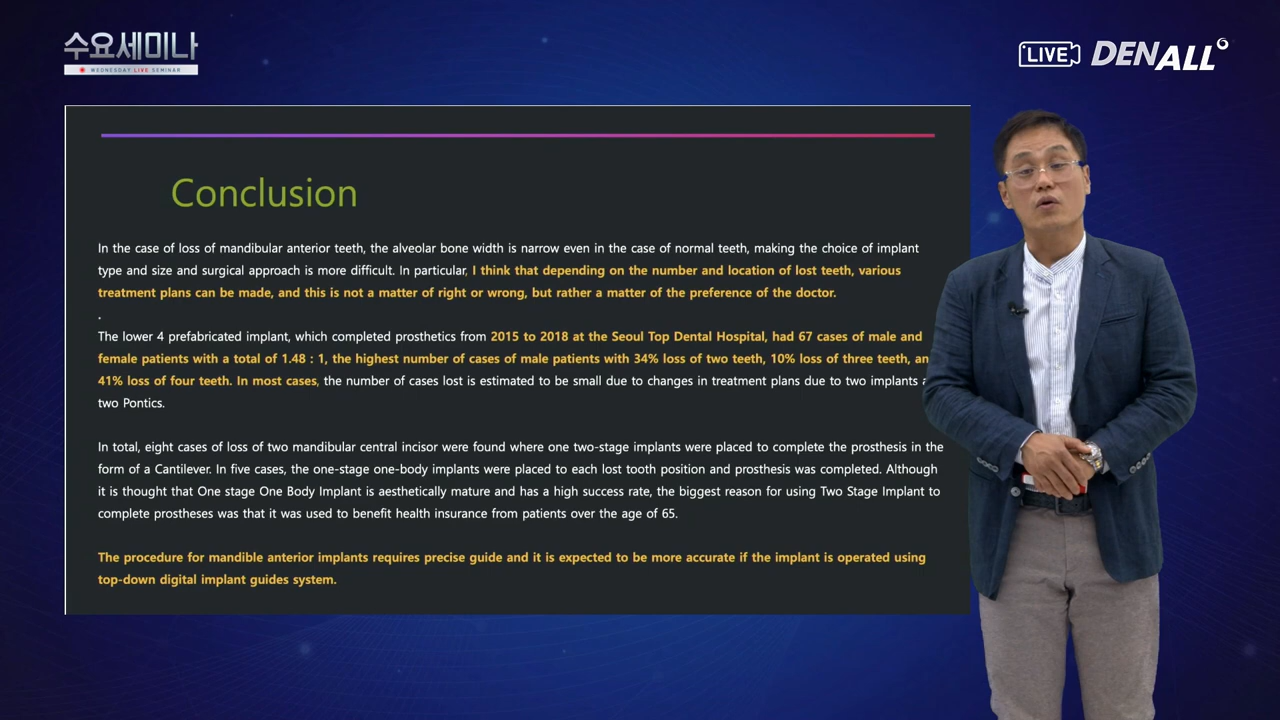 수요세미나
WEDNESDAY LIVE SEMINAR
LIVE
DENALL
Conclusion
In the case of loss of mandibular anterior teeth, the alveolar bone width is narrow even in the case of normal teeth, making the choice of implant
type and size and surgical approach is more difficult. In particular, I think that depending on the number and location of lost teeth, various
treatment plans can be made, and this is not a matter of right or wrong, but rather a matter of the preference of the doctor.
.
The lower 4 prefabricated implant, which completed prosthetics from 2015 to 2018 at the Seoul Top Dental Hospital, had 67 cases of male and
female patients with a total of 1.48 : 1, the highest number of cases of male patients with 34% loss of two teeth, 10% loss of three teeth, an
41% loss of four teeth. In most cases, the number of cases lost is estimated to be small due to changes in treatment plans due to two implants
two Pontics.
In total, eight cases of loss of two mandibular central incisor were found where one two-stage implants were placed to complete the prosthesis in the
form of a Cantilever. In five cases, the one-stage one-body implants were placed to each lost tooth position and prosthesis was completed. Although
it is thought that One stage One Body Implant is aesthetically mature and has a high success rate, the biggest reason for using Two Stage Implant to
complete prostheses was that it was used to benefit health insurance from patients over the age of 65.
The procedure for mandible anterior implants requires precise guide and it is expected to be more accurate if the implant is operated using
top-down digital implant guides system.